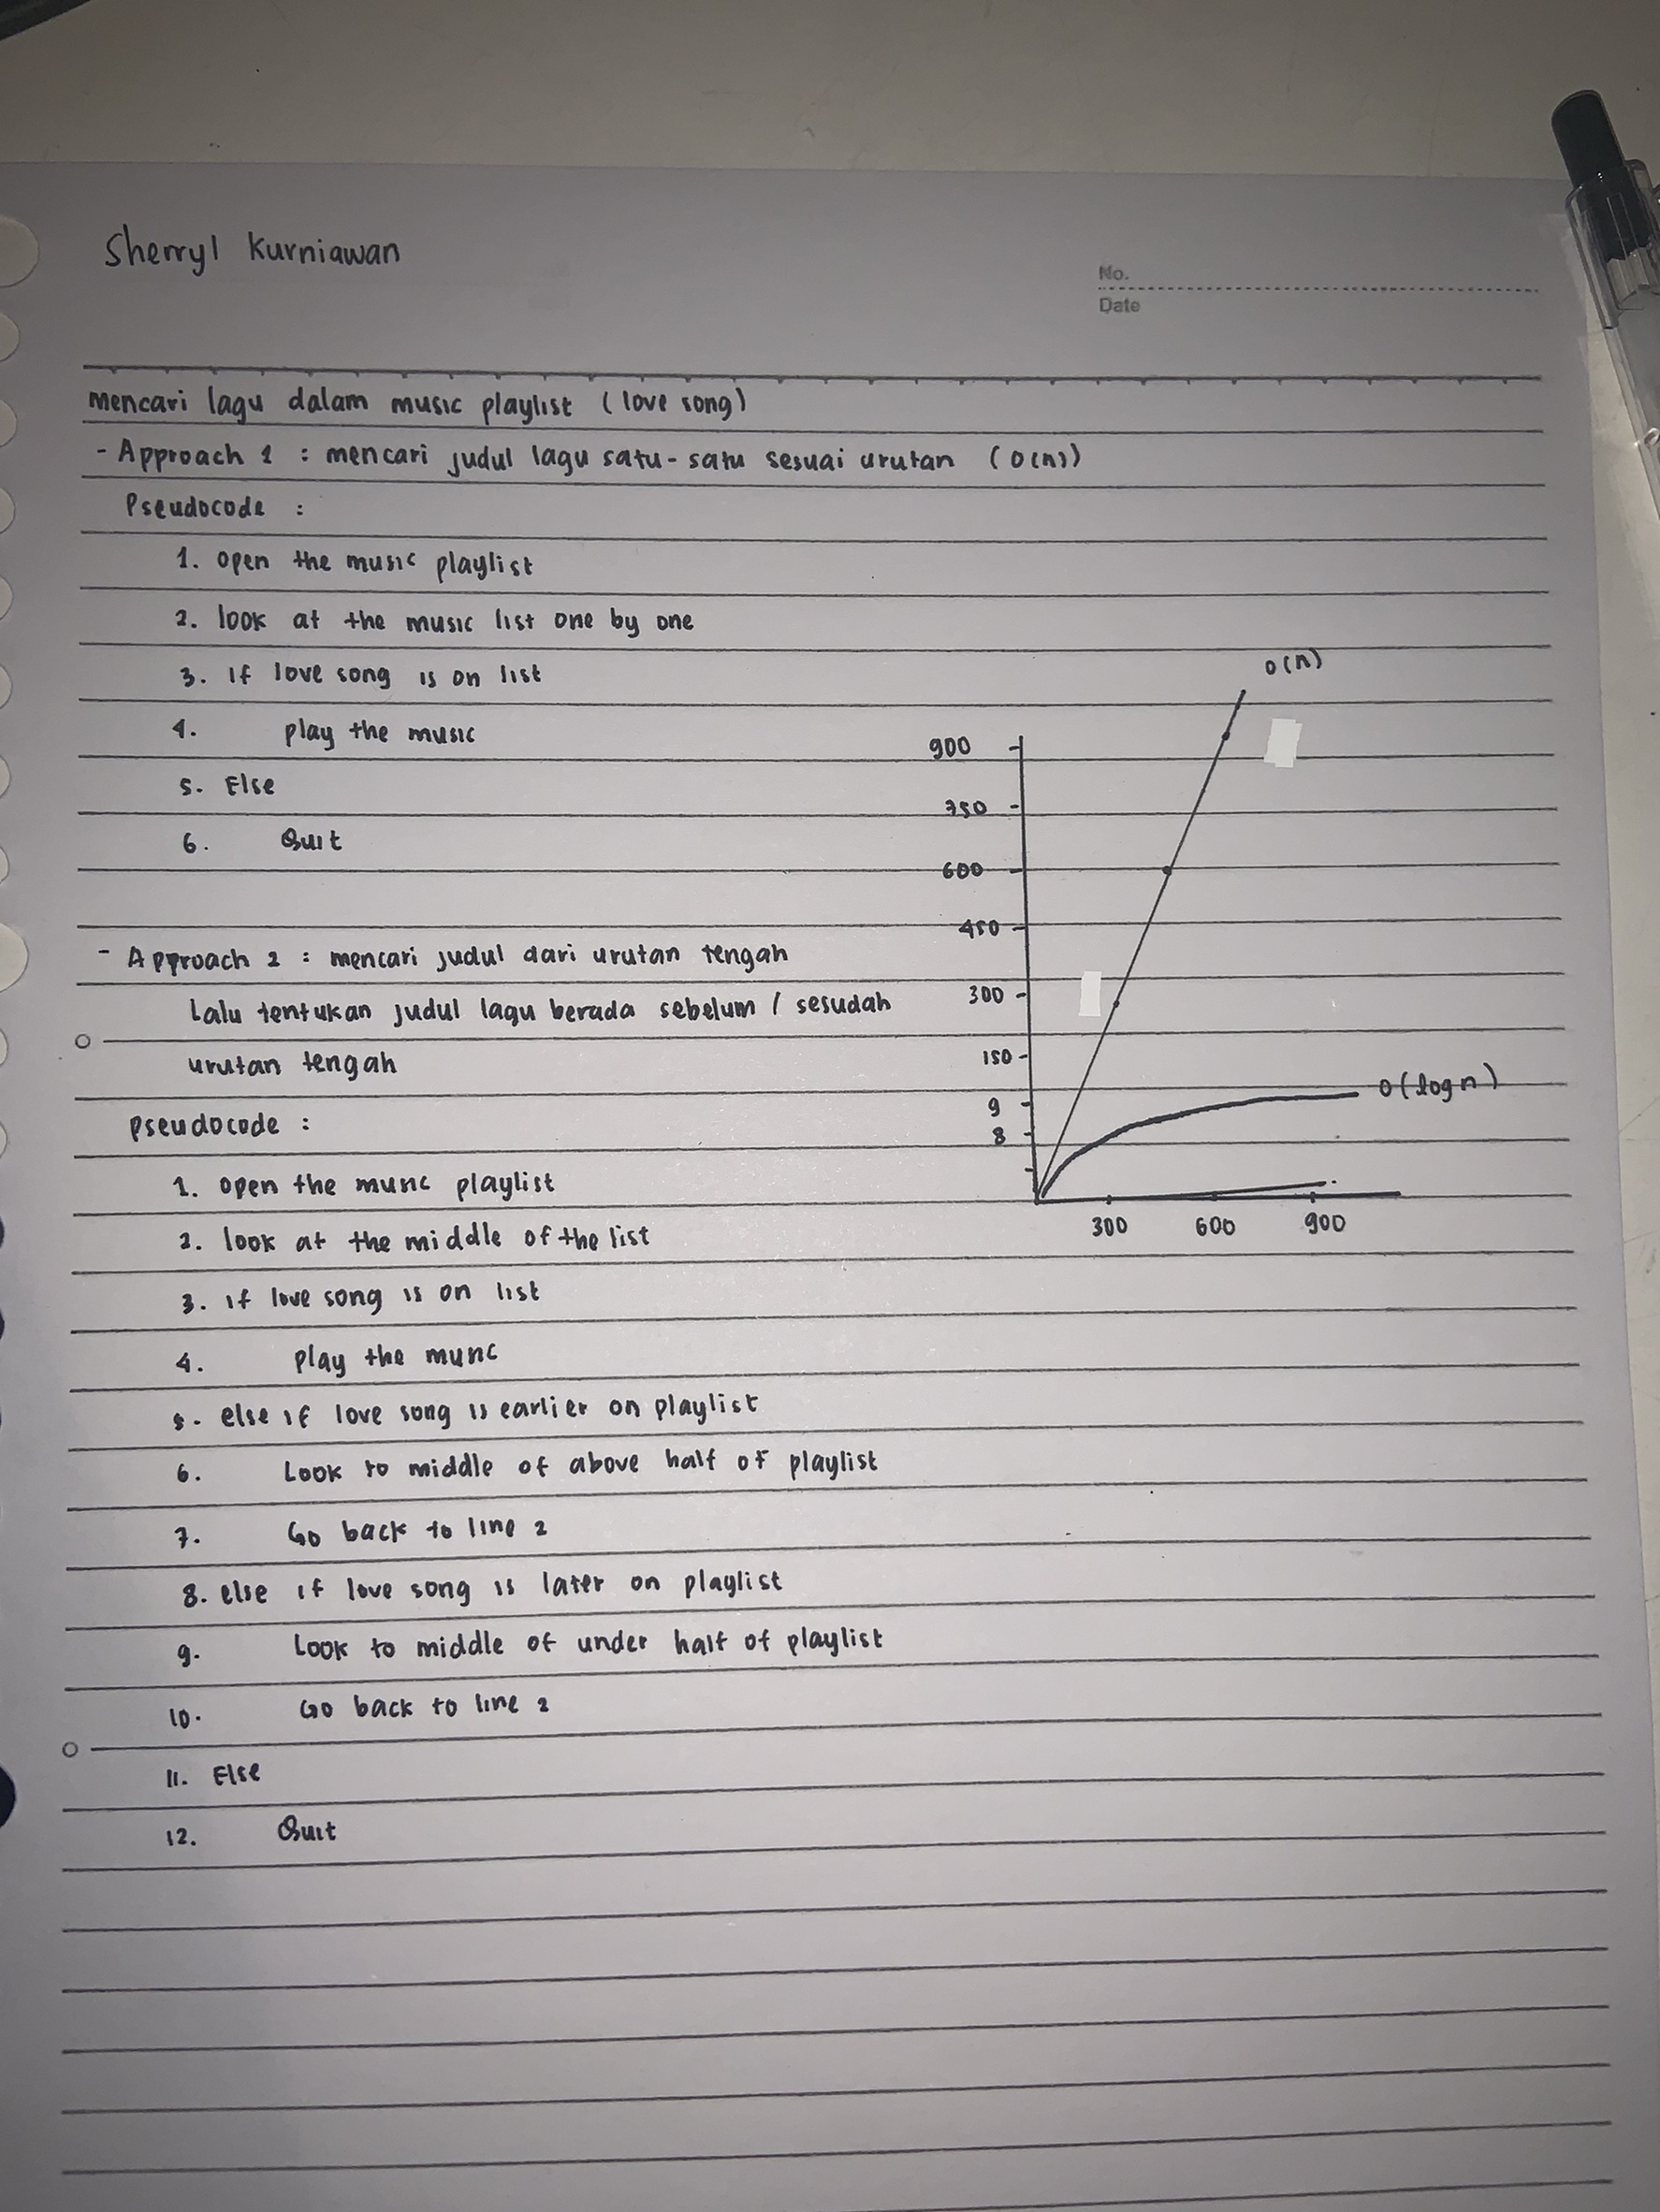 Sherryl Kurniawan
No.
Date
mencari lagu dalam music playlist (love song)
- Approach 1 : mencari judul lagu satu-satu sesuai urutan (O(n))
Pseudocode :
1. open the music playlist
2. look at the music list one by one
3. if love song is on list
4. play the music
5. Else
6. Quit
- Approach 2 : mencari judul dari urutan tengah
Lalu tentukan judul lagu berada sebelum / sesudah
urutan tengah
Pseudocode :
1. open the music playlist
2. look at the middle of the list
3. if love song is on list
4. play the music
5. else if love song is earlier on playlist
6. Look to middle of above half of playlist
7. Go back to line 2
8. else if love song is later on playlist
9. Look to middle of under half of playlist
10. Go back to line 2
11. Else
12. Quit
O(n)
900
750
600
450
300
150
9
8
O(log n)
300 600 900